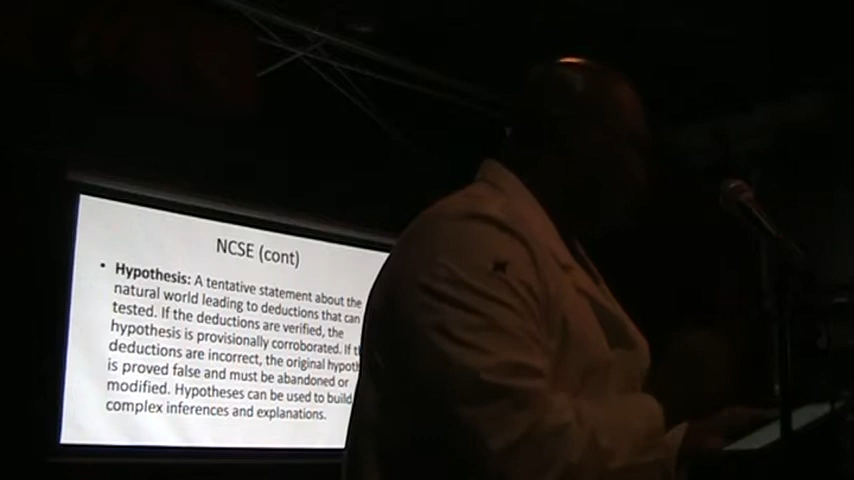 NCSE (cont)
• Hypothesis: A tentative statement about the
natural world leading to deductions that can
tested. If the deductions are verified, the
hypothesis is provisionally corroborated. If
deductions are incorrect, the original
is proved false and must be abandoned or
modified. Hypotheses can be used to build
complex inferences and explanations.